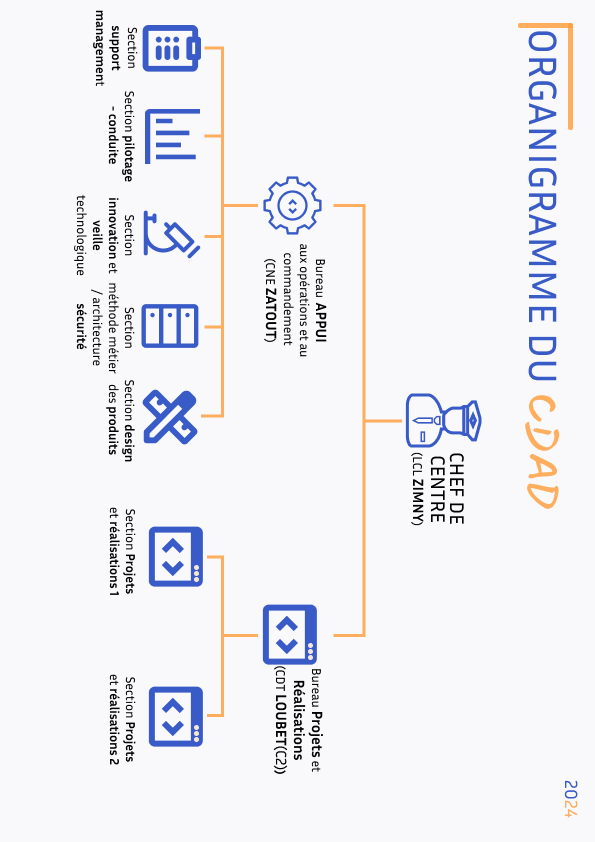 ORGANIGRAMME DU CDAD
2024
CHEF DE
CENTRE
(LCL ZIMNY)
Bureau APPUI
aux opérations et au
commandement
(CNE ZATOUT)
Bureau Projets et
Réalisations
(CDT LOUBET(C2))
Section
support
management
Section pilotage
- conduite
Section
innovation et
veille
technologique
Section
méthode métier
/ architecture
sécurité
Section design
des produits
Section Projets
et réalisations 1
Section Projets
et réalisations 2